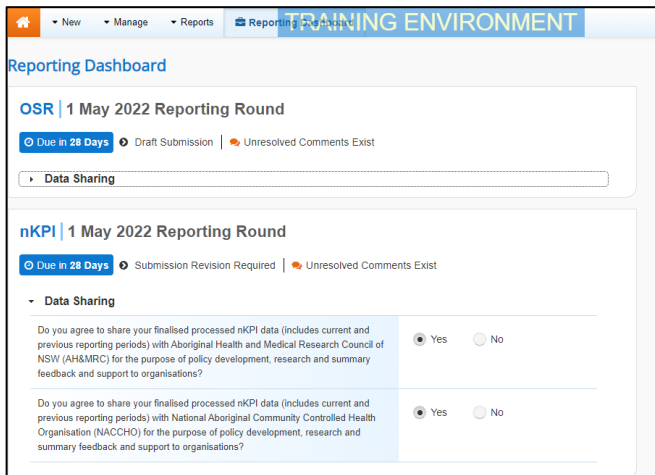 New Manage Reports Reporting Dashboard
TRAINING ENVIRONMENT
Reporting Dashboard
OSR | 1 May 2022 Reporting Round
Due in 28 Days Draft Submission | Unresolved Comments Exist
Data Sharing
nKPI | 1 May 2022 Reporting Round
Due in 28 Days Submission Revision Required | Unresolved Comments Exist
Data Sharing
Do you agree to share your finalised processed nKPI data (includes current and
previous reporting periods) with Aboriginal Health and Medical Research Council of
NSW (AH&MRC) for the purpose of policy development, research and summary
feedback and support to organisations?
Yes No
Do you agree to share your finalised processed nKPI data (includes current and
previous reporting periods) with National Aboriginal Community Controlled Health
Organisation (NACCHO) for the purpose of policy development, research and
summary feedback and support to organisations?
Yes No